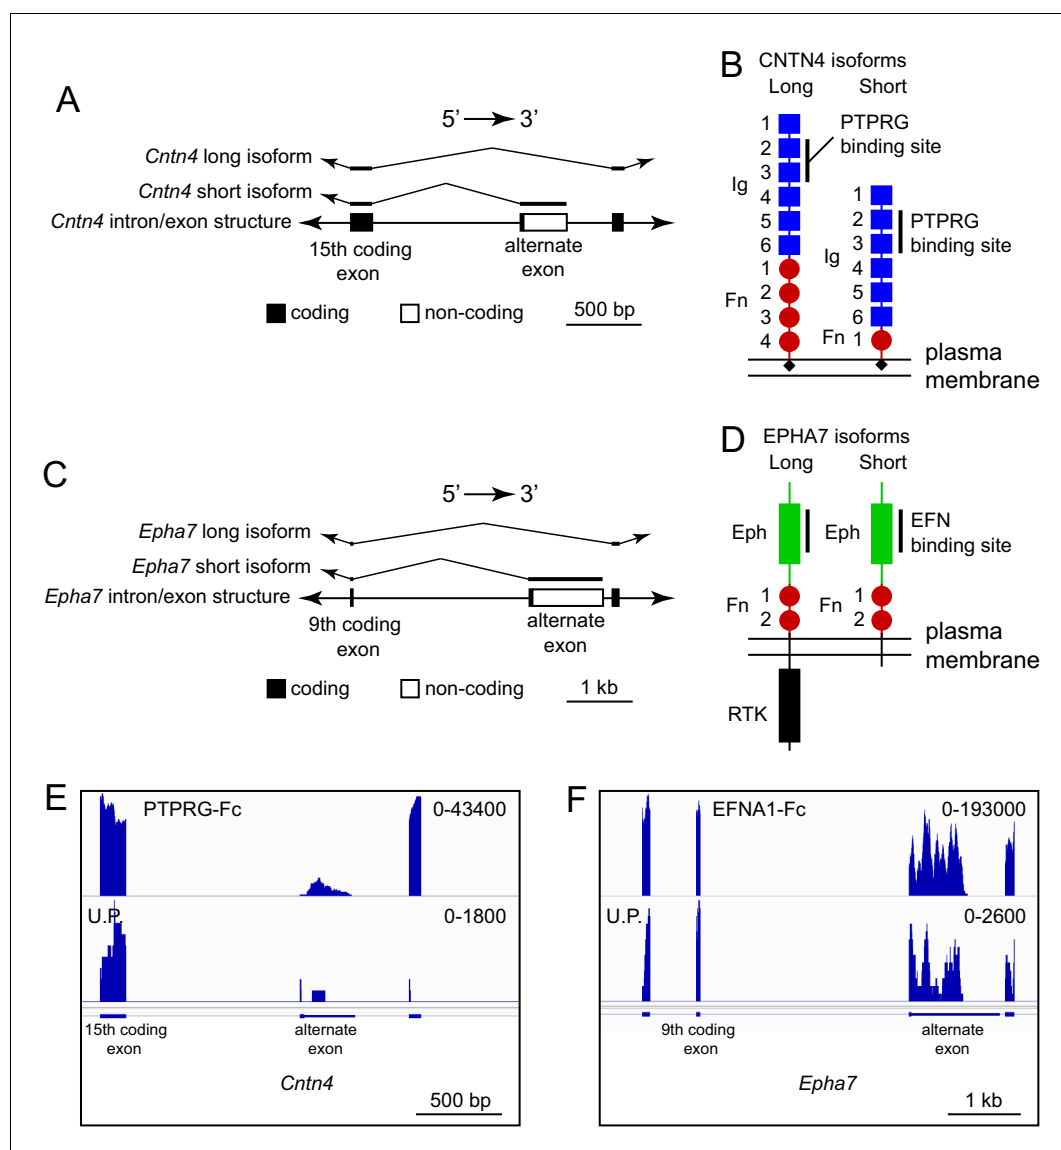 A
5’ 3’
Cntn4 long isoform
Cntn4 short isoform
Cntn4 intron/exon structure
15th coding
exon
alternate
exon
coding
non-coding
500 bp
B
CNTN4 isoforms
Long
Short
1
2
3
4
5
6
1
2
3
4
Ig
Fn
PTPRG
binding site
1
2
3
4
5
6
Ig
Fn 1
PTPRG
binding site
plasma
membrane
C
5’ 3’
Epha7 long isoform
Epha7 short isoform
Epha7 intron/exon structure
9th coding
exon
alternate
exon
coding
non-coding
1 kb
D
EPHA7 isoforms
Long
Short
Eph
Eph
EFN
binding site
Fn
1
2
Fn
1
2
plasma
membrane
RTK
E
PTPRG-Fc
0-43400
U.P.
0-1800
15th coding
exon
alternate
exon
Cntn4
500 bp
F
EFNA1-Fc
0-193000
U.P.
0-2600
9th coding
exon
alternate
exon
Epha7
1 kb